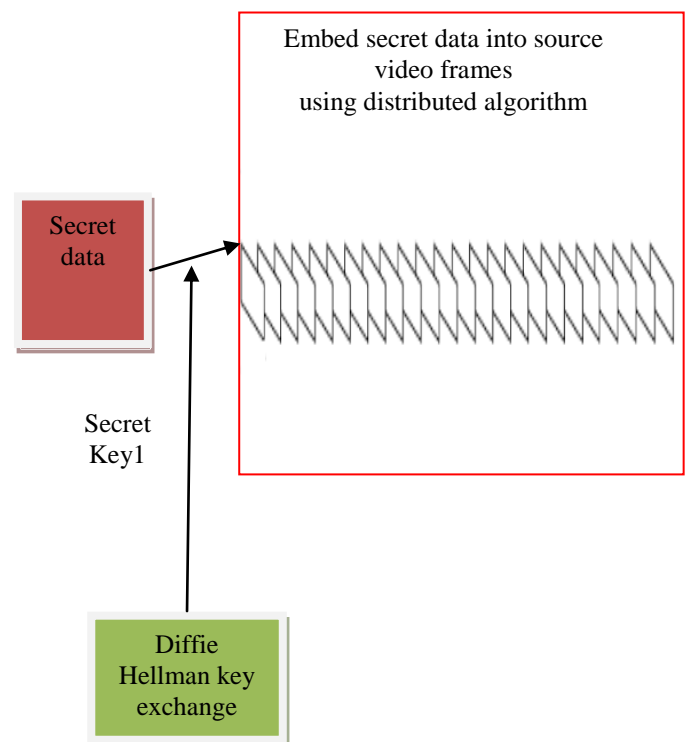 Embed secret data into source
video frames
using distributed algorithm
Secret
data
Secret
Key1
Diffie
Hellman key
exchange